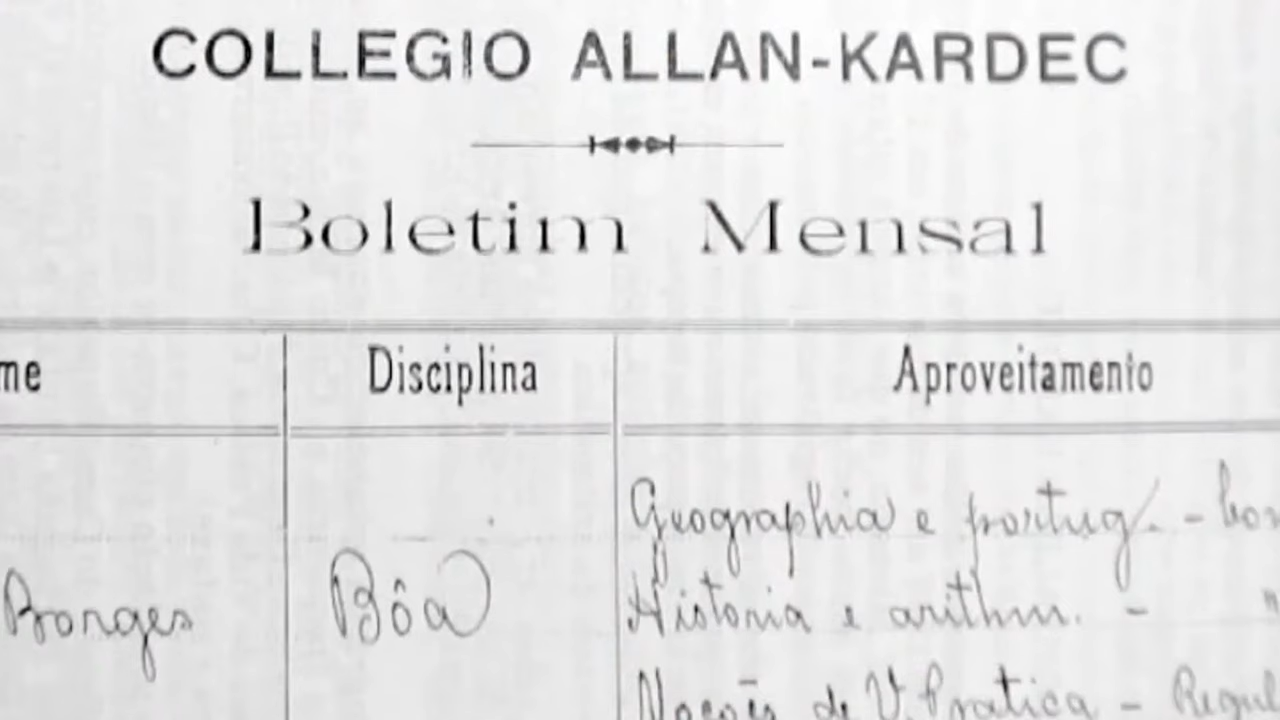 COLLEGIO ALLAN-KARDEC
Boletim Mensal
me Disciplina Aproveitamento
Geographia e portug. -
Borges Bôa Historia e arithm. - "
Noções de V. Pratica - Regul